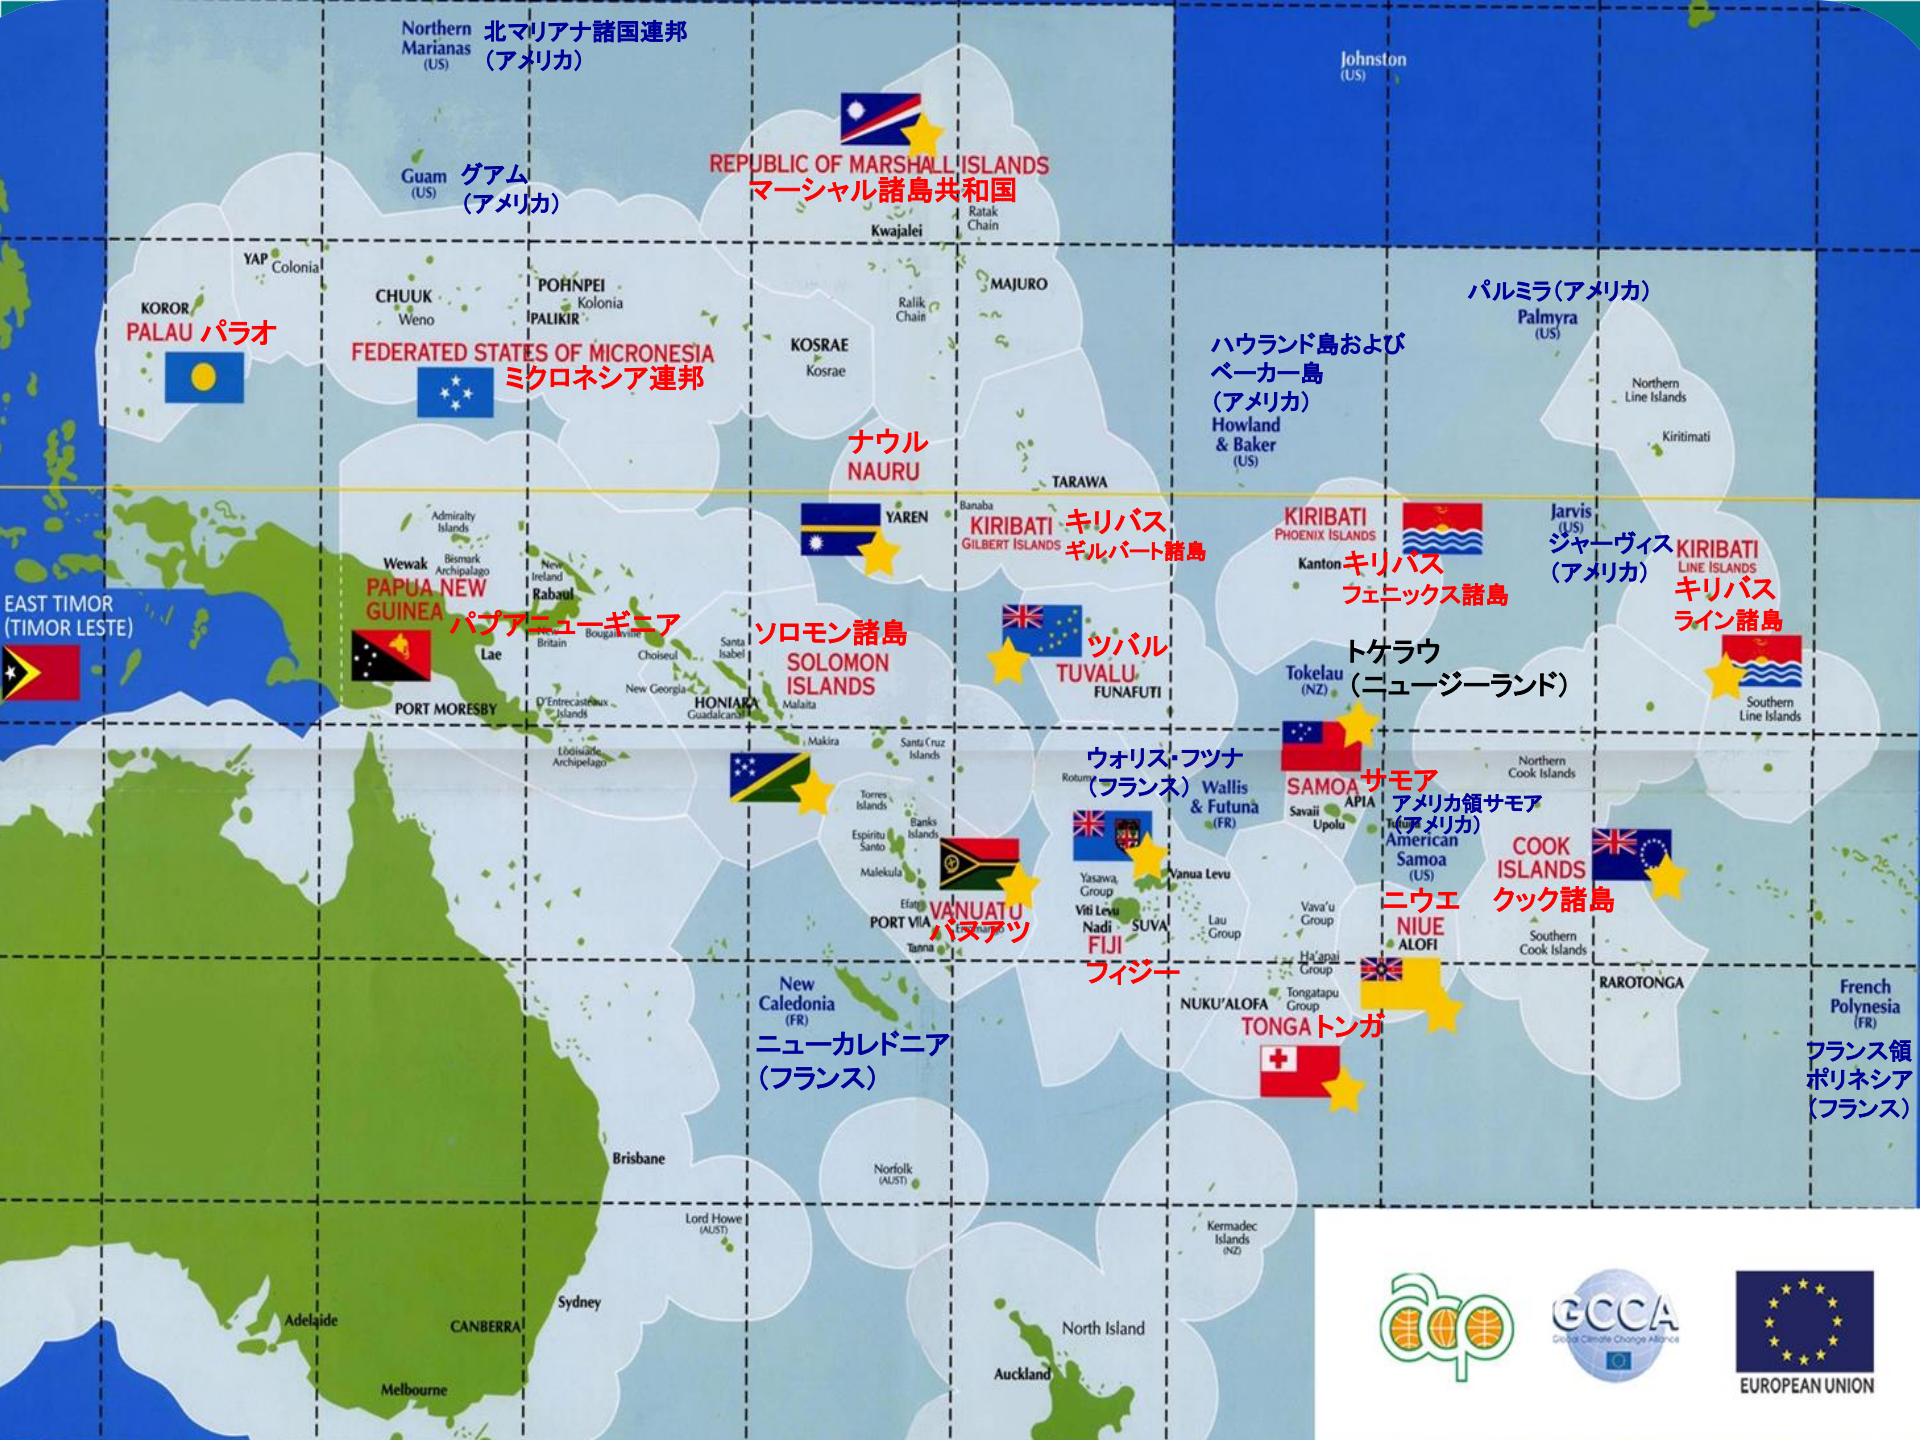 Northern
Marianas
(US)
北マリアナ諸国連邦
（アメリカ）
Johnston
(US)
Guam
(US)
グアム
（アメリカ）
REPUBLIC OF MARSHALL ISLANDS
マーシャル諸島共和国
Kwajalei
Ratak
Chain
YAP
Colonia
CHUUK
Weno
POHNPEI
Kolonia
PALIKIR
MAJURO
Ralik
Chain
KOROR
PALAU パラオ
FEDERATED STATES OF MICRONESIA
ミクロネシア連邦
KOSRAE
Kosrae
パルミラ（アメリカ）
Palmyra
(US)
ハウランド島および
ベーカー島
（アメリカ）
Howland
& Baker
(US)
Northern
Line Islands
Kiritimati
ナウル
NAURU
YAREN
TARAWA
Banaba
KIRIBATI
GILBERT ISLANDS
キリバス
ギルバート諸島
KIRIBATI
PHOENIX ISLANDS
Kanton
キリバス
フェニックス諸島
Jarvis
(US)
ジャーヴィス
（アメリカ）
KIRIBATI
LINE ISLANDS
キリバス
ライン諸島
Southern
Line Islands
Admiralty
Islands
Wewak
Bismark
Archipalago
New
Ireland
Rabaul
PAPUA NEW
GUINEA
パプアニューギニア
New
Britain
Bougainville
Lae
Choiseul
Santa
Isabel
New Georgia
EAST TIMOR
(TIMOR LESTE)
PORT MORESBY
D'Entrecasteaux
Islands
Louisiade
Archipelago
ソロモン諸島
SOLOMON
ISLANDS
HONIARA
Guadalcanal
Malaita
Makira
Santa Cruz
Islands
ツバル
TUVALU
FUNAFUTI
Tokelau
(NZ)
トケラウ
（ニュージーランド）
ウォリス・フツナ
（フランス）
Wallis
& Futuna
(FR)
SAMOA サモア
Savaii
APIA
Upolu
アメリカ領サモア
（アメリカ）
American
Samoa
(US)
Northern
Cook Islands
COOK
ISLANDS
クック諸島
Southern
Cook Islands
RAROTONGA
Torres
Islands
Banks
Islands
Espiritu
Santo
Malekula
Efate
PORT VILA
VANUATU
バヌアツ
Tanna
Yasawa
Group
Vanua Levu
Viti Levu
Nadi
SUVA
FIJI
フィジー
Lau
Group
Vava'u
Group
Ha'apai
Group
Tongatapu
Group
NUKU'ALOFA
TONGA トンガ
ニウエ
NIUE
ALOFI
New
Caledonia
(FR)
ニューカレドニア
（フランス）
French
Polynesia
(FR)
フランス領
ポリネシア
（フランス）
Brisbane
Norfolk
(AUST)
Lord Howe
(AUST)
Kermadec
Islands
(NZ)
Adelaide
CANBERRA
Sydney
Melbourne
North Island
Auckland
acp
GCCA
Global Climate Change Alliance
EUROPEAN UNION